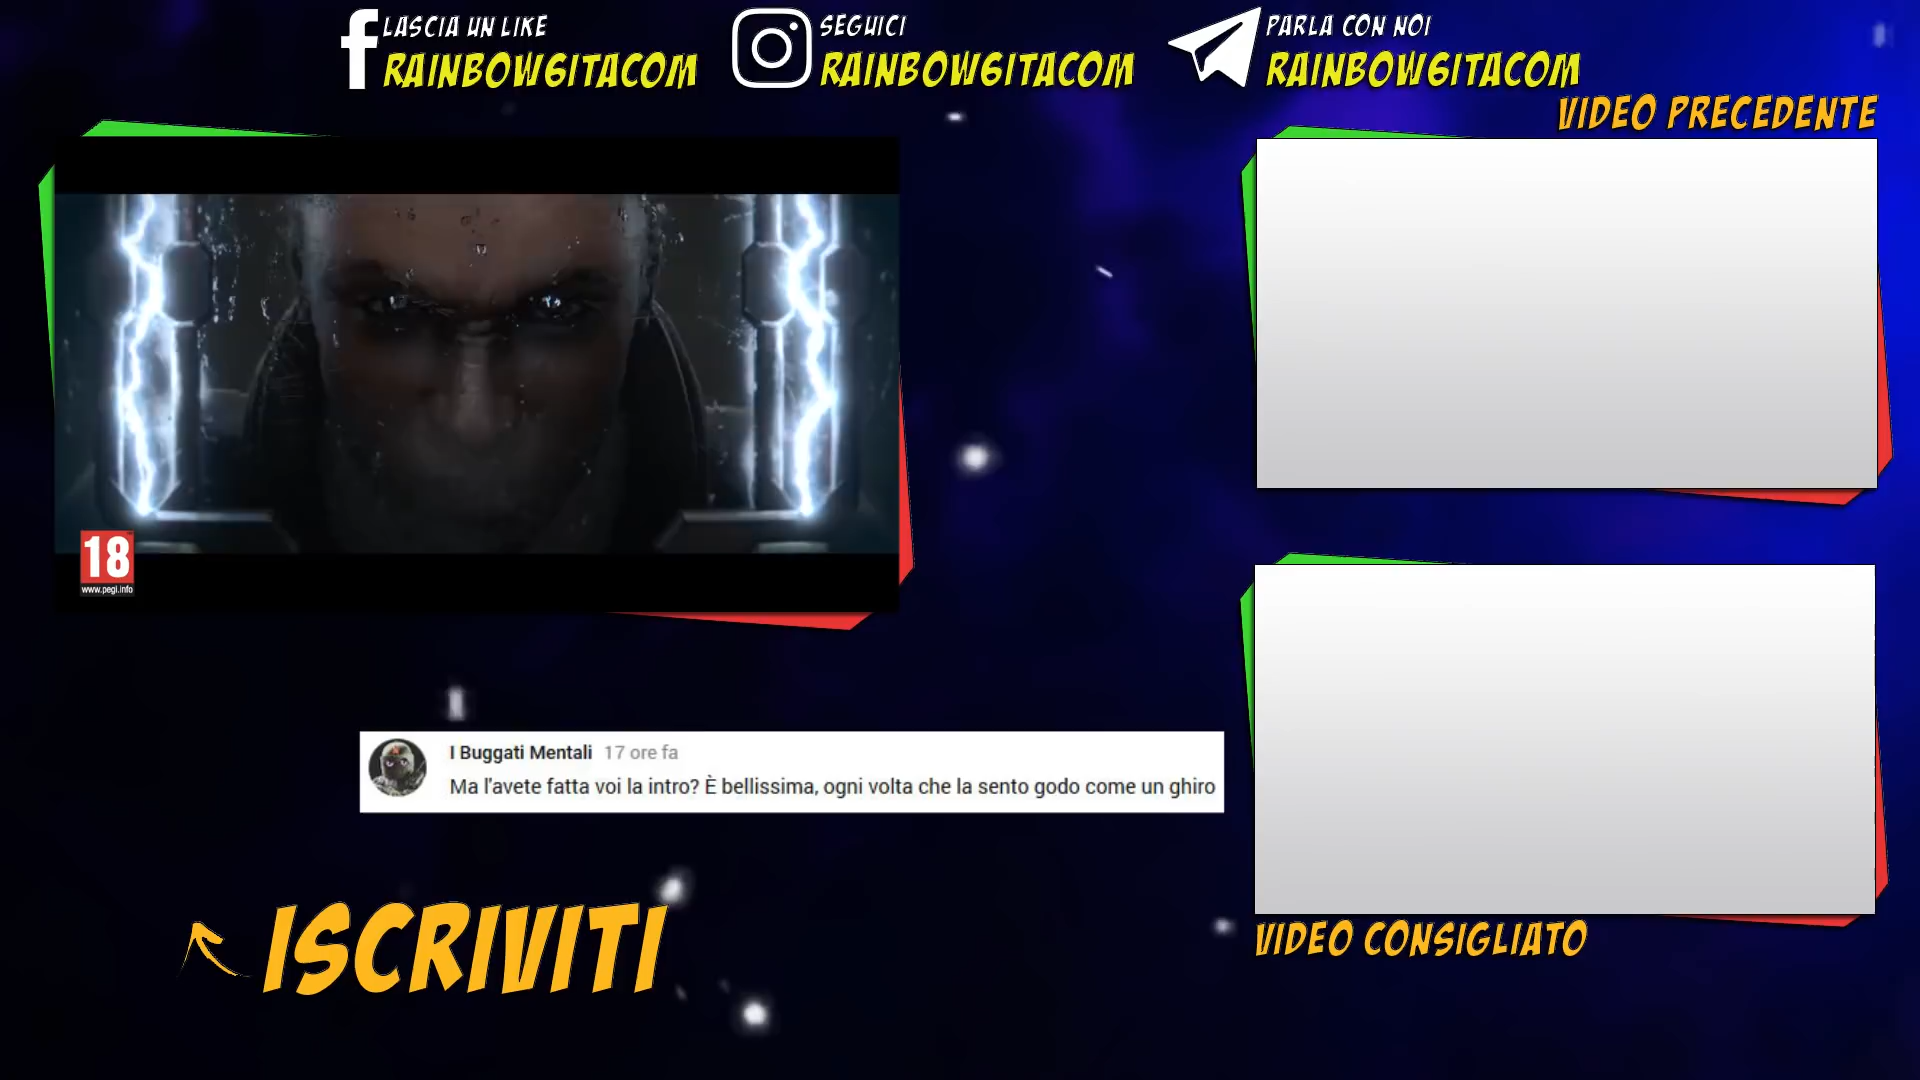 LASCIA UN LIKE
RAINBOW6ITACOM
SEGUICI
RAINBOW6ITACOM
PARLA CON NOI
RAINBOW6ITACOM
VIDEO PRECEDENTE
18
www.pegi.info
I Buggati Mentali 17 ore fa
Ma l'avete fatta voi la intro? È bellissima, ogni volta che la sento godo come un ghiro
ISCRIVITI
VIDEO CONSIGLIATO